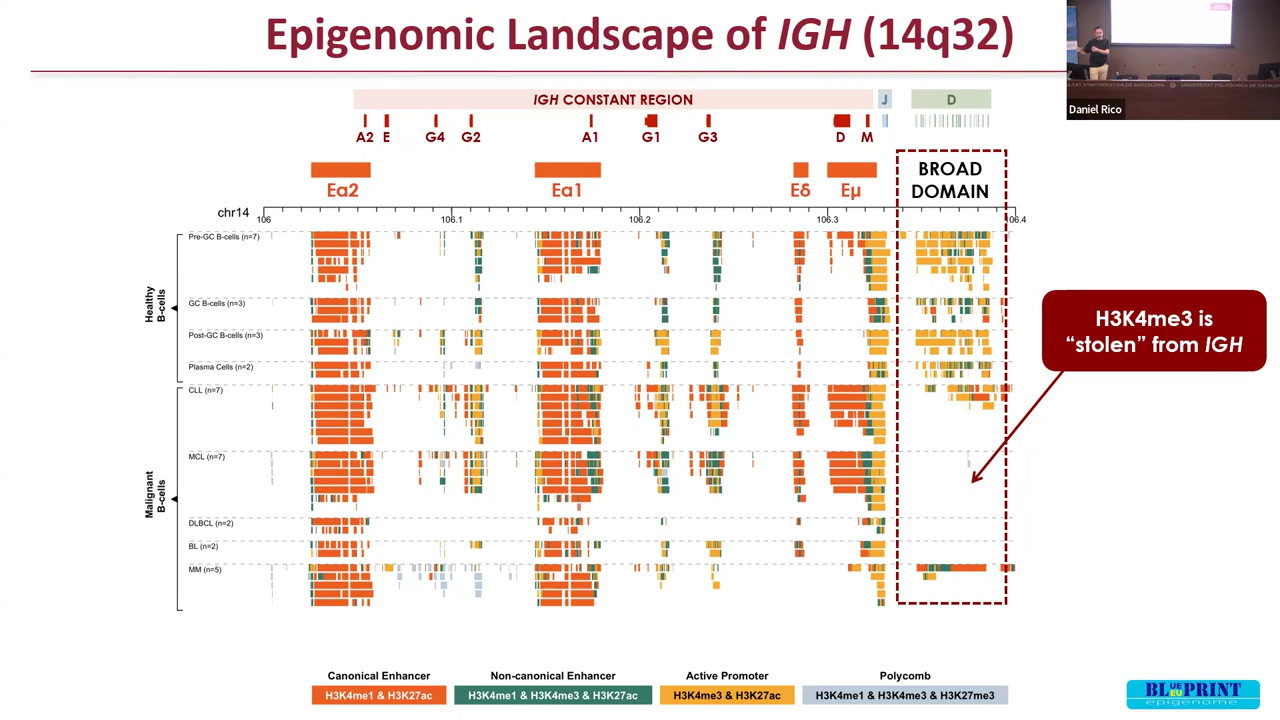 Epigenomic Landscape of IGH (14q32)
Daniel Rico
IGH CONSTANT REGION
J
D
A2 E G4 G2 A1 G1 G3 D M
Ea2 Ea1 Eδ Eμ
BROAD
DOMAIN
chr14
106 106.1 106.2 106.3 106.4
Healthy
B-cells
Pre-GC B-cells (n=7)
GC B-cells (n=3)
Post-GC B-cells (n=3)
Plasma Cells (n=2)
Malignant
B-cells
CLL (n=7)
MCL (n=7)
DLBCL (n=2)
BL (n=2)
MM (n=5)
H3K4me3 is
“stolen” from IGH
Canonical Enhancer
H3K4me1 & H3K27ac
Non-canonical Enhancer
H3K4me1 & H3K4me3 & H3K27ac
Active Promoter
H3K4me3 & H3K27ac
Polycomb
H3K4me1 & H3K4me3 & H3K27me3
BLUEPRINT
EU
epigenome